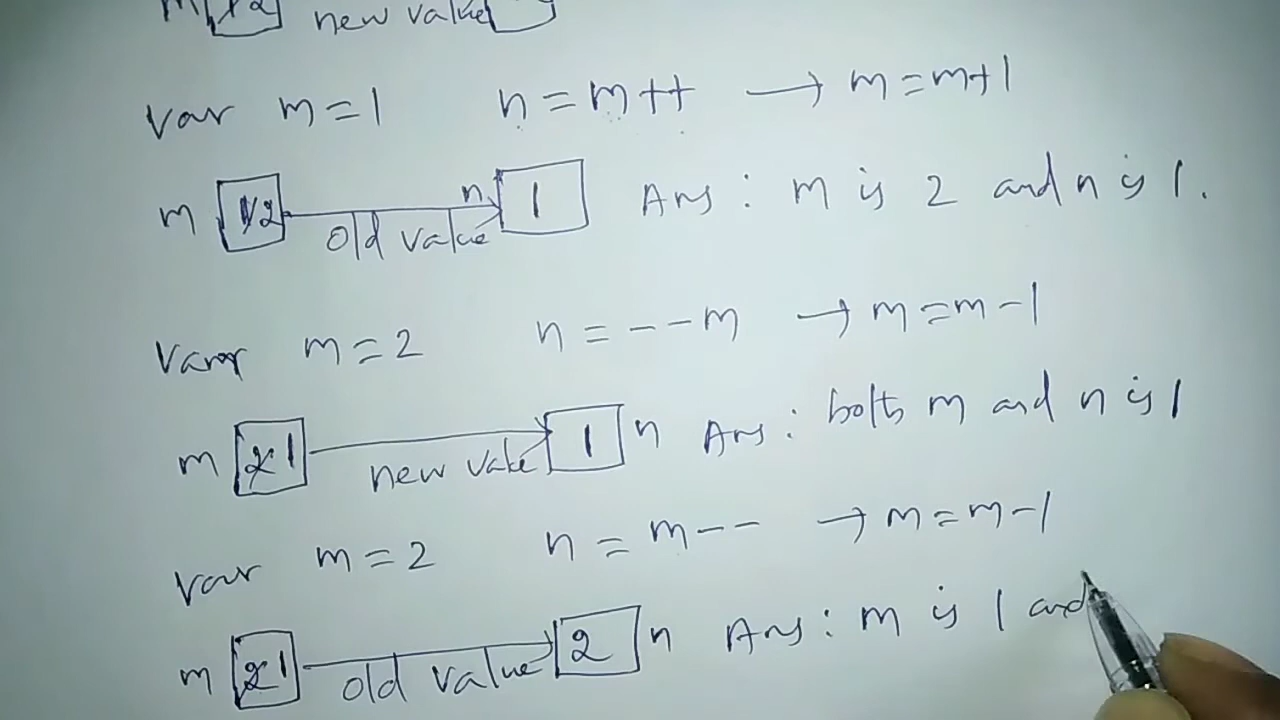 new value
var m = 1 n = m++ → m = m+1
m 1 2 old value n 1 Ans : m is 2 and n is 1.
var m = 2 n = --m → m = m-1
m 2 1 new value 1 n Ans : both m and n is 1
var m = 2 n = m-- → m = m-1
m 2 1 old value 2 n Ans : m is 1 and